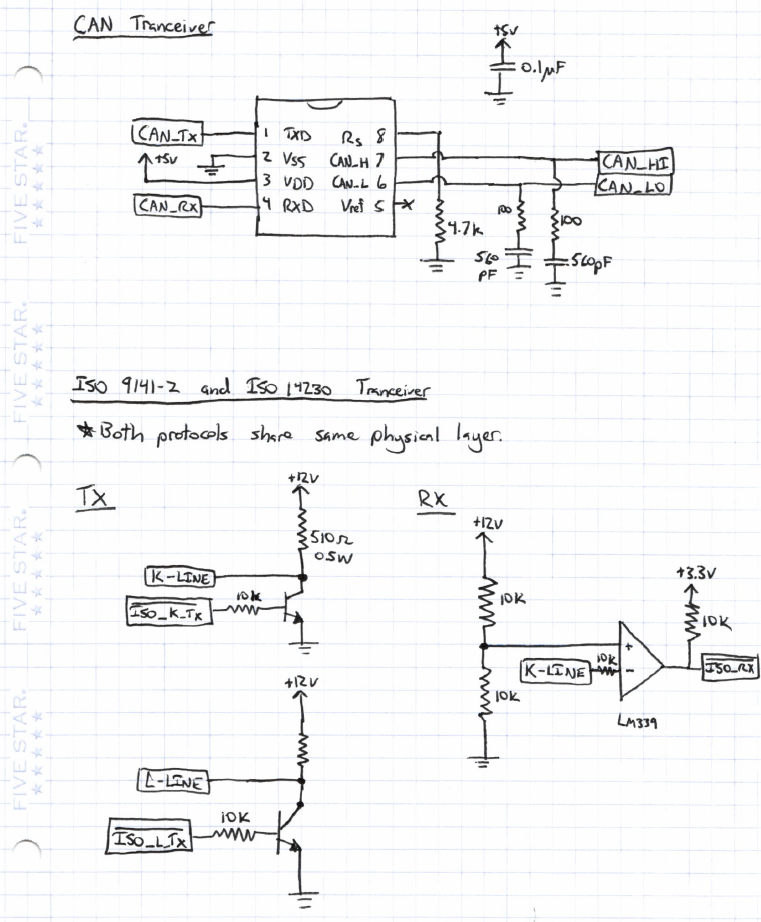 CAN Tranceiver
+5v
0.1µF
CAN_Tx
+5v
CAN_RX
1 TXD Rs 8
2 VSS CAN_H 7
3 VDD CAN_L 6
4 RXD Vref 5
CAN_HI
CAN_LO
4.7k
100
100
560
PF
560pF
ISO 9141-2 and ISO 14230 Tranceiver
* Both protocols share same physical layer.
TX
+12V
510Ω
0.5W
K-LINE
10k
ISO_K_Tx
+12V
L-LINE
10K
ISO_L_Tx
RX
+12V
10K
+3.3V
10K
K-LINE
10K
+
-
ISO_RX
10K
LM339
FIVE STAR.
FIVE STAR.
FIVE STAR.
FIVE STAR.